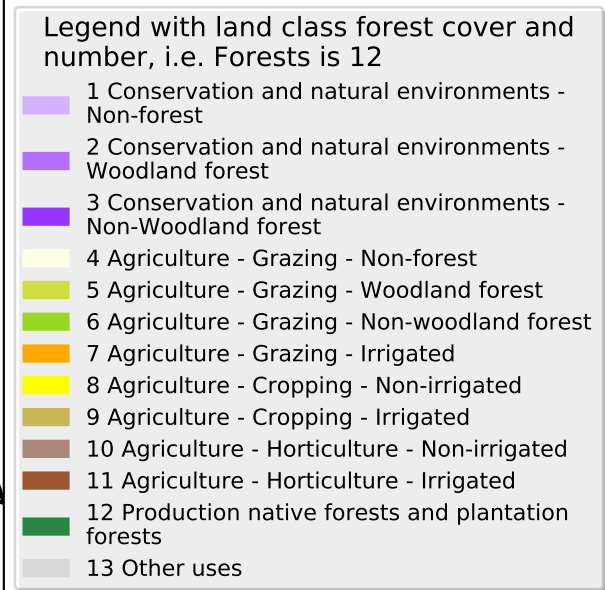 Legend with land class forest cover and
number, i.e. Forests is 12
1 Conservation and natural environments -
Non-forest
2 Conservation and natural environments -
Woodland forest
3 Conservation and natural environments -
Non-Woodland forest
4 Agriculture - Grazing - Non-forest
5 Agriculture - Grazing - Woodland forest
6 Agriculture - Grazing - Non-woodland forest
7 Agriculture - Grazing - Irrigated
8 Agriculture - Cropping - Non-irrigated
9 Agriculture - Cropping - Irrigated
10 Agriculture - Horticulture - Non-irrigated
11 Agriculture - Horticulture - Irrigated
12 Production native forests and plantation
forests
13 Other uses